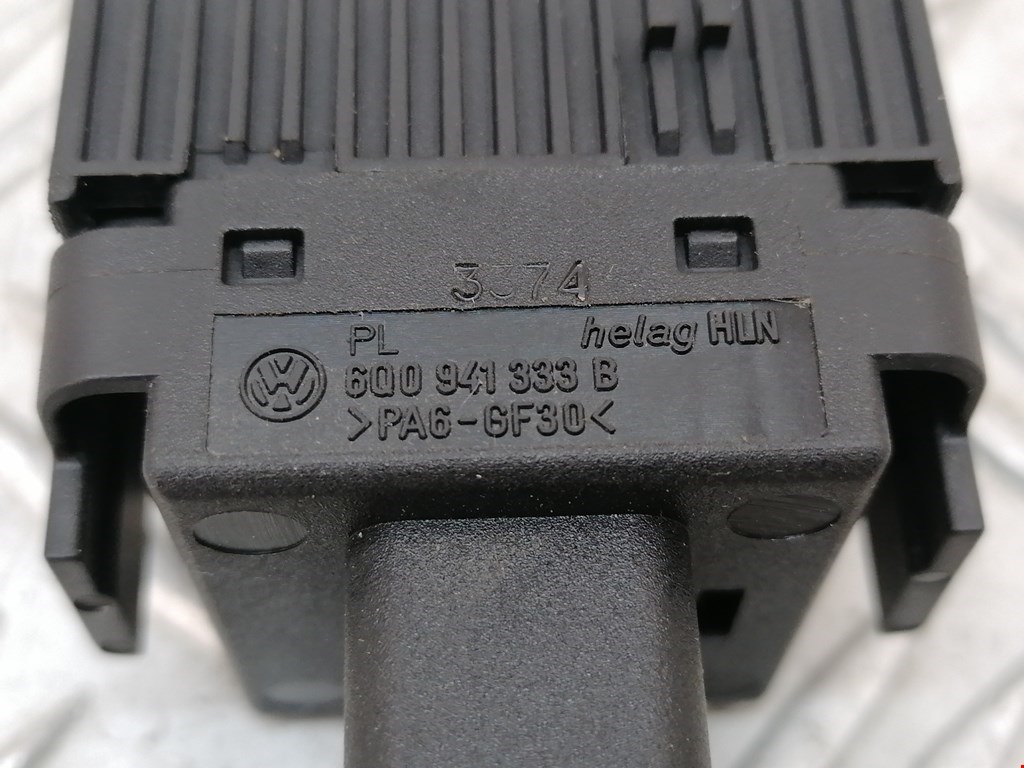 3374
PL helag HLN
6Q0 941 333 B
>PA6-GF30<